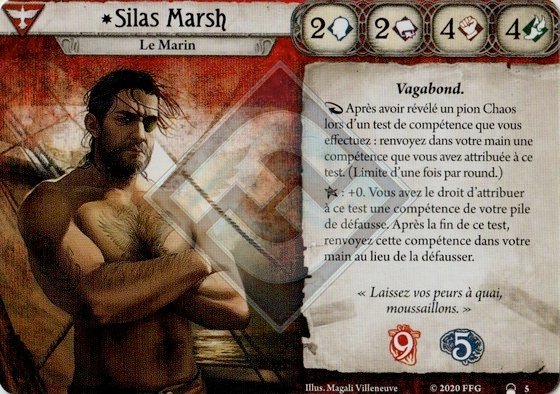 *Silas Marsh
Le Marin
2 2 4 4
Vagabond.
Après avoir révélé un pion Chaos
lors d'un test de compétence que vous
effectuez : renvoyez dans votre main une
compétence que vous avez attribuée à ce
test. (Limite d'une fois par round.)
: +0. Vous avez le droit d'attribuer
à ce test une compétence de votre pile
de défausse. Après la fin de ce test,
renvoyez cette compétence dans votre
main au lieu de la défausser.
« Laissez vos peurs à quai,
moussaillons. »
9 5
Illus. Magali Villeneuve © 2020 FFG 5